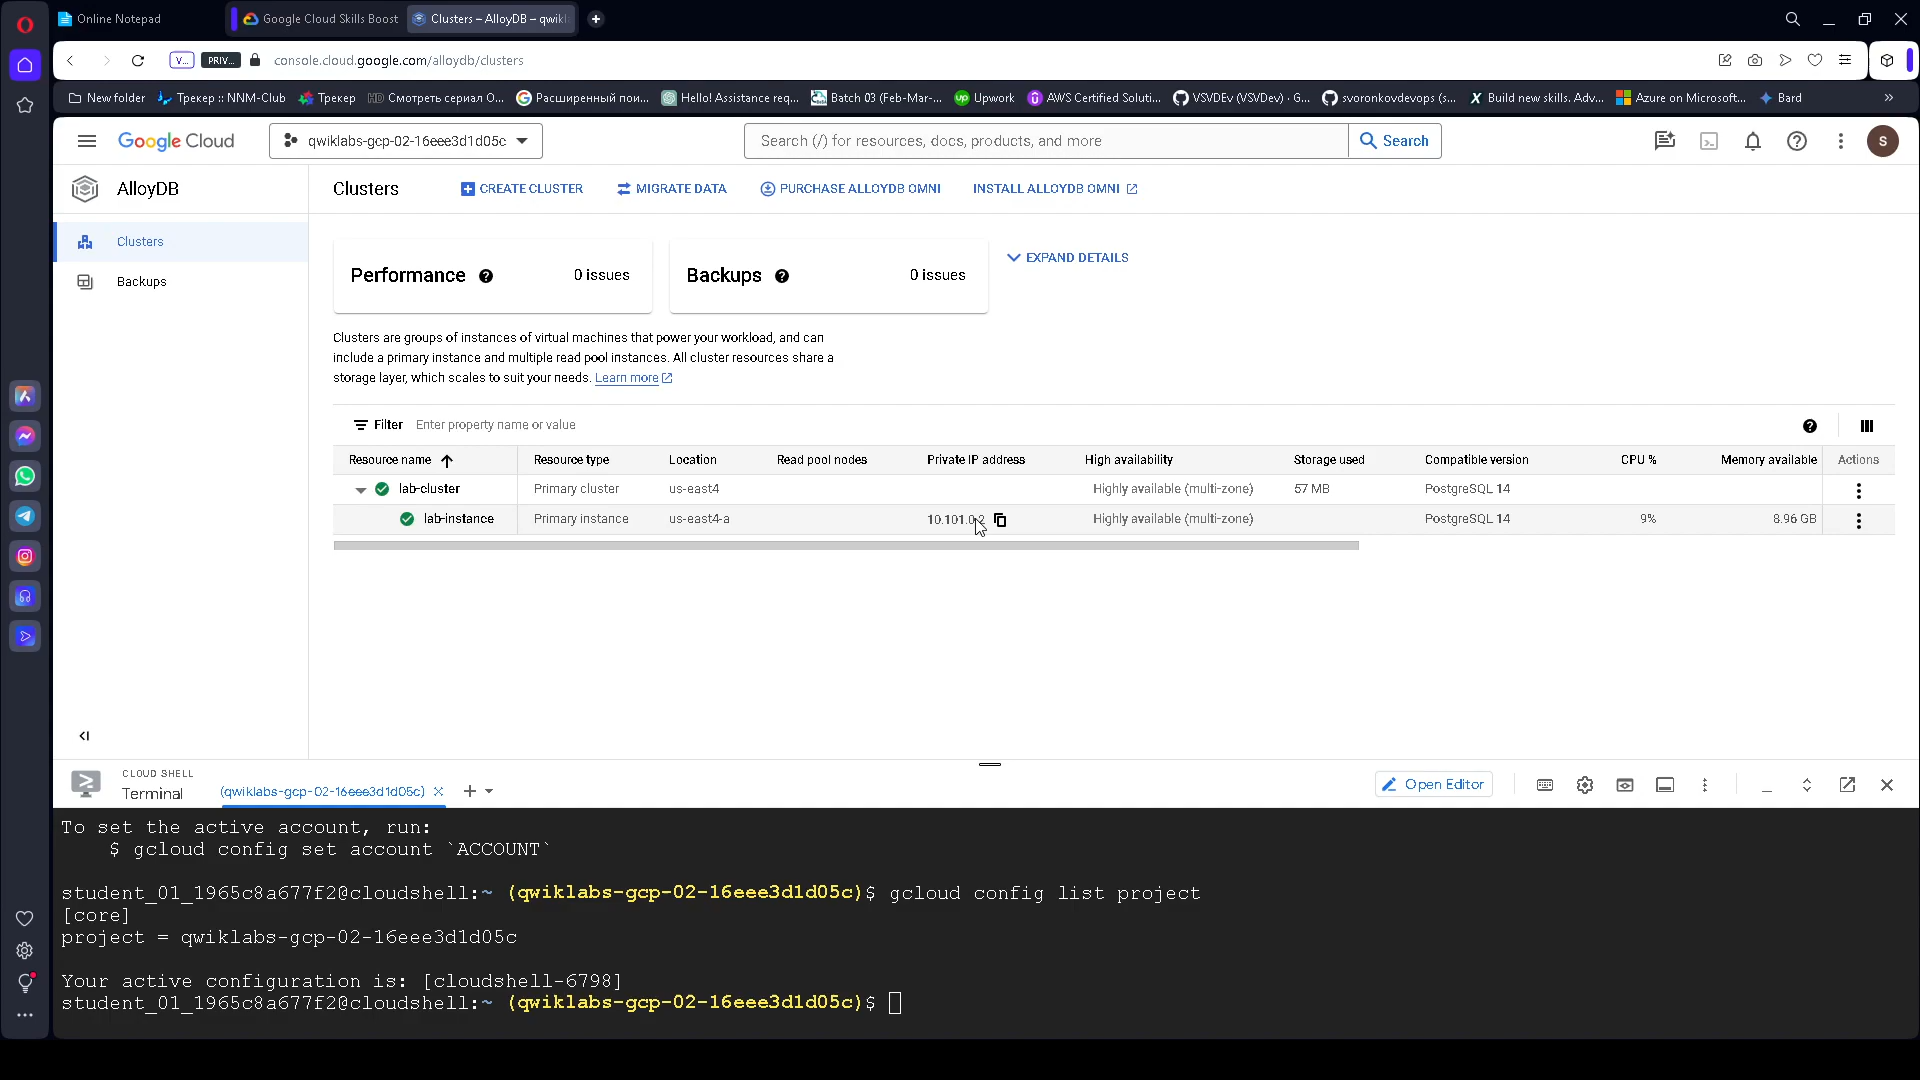 Online Notepad
Google Cloud Skills Boost
Clusters – AlloyDB – qwikl
V...
PRIV...
console.cloud.google.com/alloydb/clusters
New folder
Трекер :: NNM-Club
Трекер
HD Смотреть сериал О...
Расширенный пои...
Hello! Assistance req...
Batch 03 (Feb-Mar-...
Upwork
AWS Certified Soluti...
VSVDEv (VSVDev) · G...
svoronkovdevops (s...
Build new skills. Adv...
Azure on Microsoft...
Bard
»
Google Cloud
qwiklabs-gcp-02-16eee3d1d05c
Search (/) for resources, docs, products, and more
Search
S
AlloyDB
Clusters
CREATE CLUSTER
MIGRATE DATA
PURCHASE ALLOYDB OMNI
INSTALL ALLOYDB OMNI
Clusters
Backups
Performance
0 issues
Backups
0 issues
EXPAND DETAILS
Clusters are groups of instances of virtual machines that power your workload, and can
include a primary instance and multiple read pool instances. All cluster resources share a
storage layer, which scales to suit your needs. Learn more
Filter Enter property name or value
Resource name Resource type Location Read pool nodes Private IP address High availability Storage used Compatible version CPU % Memory available Actions
lab-cluster Primary cluster us-east4 Highly available (multi-zone) 57 MB PostgreSQL 14
lab-instance Primary instance us-east4-a 10.101.0.2 Highly available (multi-zone) PostgreSQL 14 9% 8.96 GB
CLOUD SHELL
Terminal
(qwiklabs-gcp-02-16eee3d1d05c)
Open Editor
To set the active account, run:
$ gcloud config set account `ACCOUNT`
student_01_1965c8a677f2@cloudshell:~ (qwiklabs-gcp-02-16eee3d1d05c)$ gcloud config list project
[core]
project = qwiklabs-gcp-02-16eee3d1d05c
Your active configuration is: [cloudshell-6798]
student_01_1965c8a677f2@cloudshell:~ (qwiklabs-gcp-02-16eee3d1d05c)$